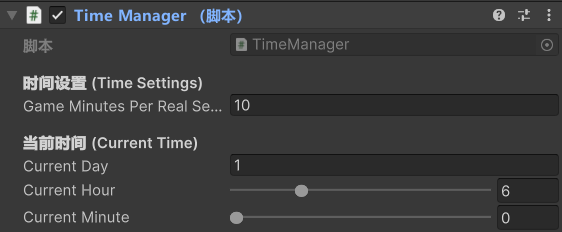 Time Manager （脚本）
脚本 TimeManager
时间设置 (Time Settings)
Game Minutes Per Real Se... 10
当前时间 (Current Time)
Current Day 1
Current Hour 6
Current Minute 0